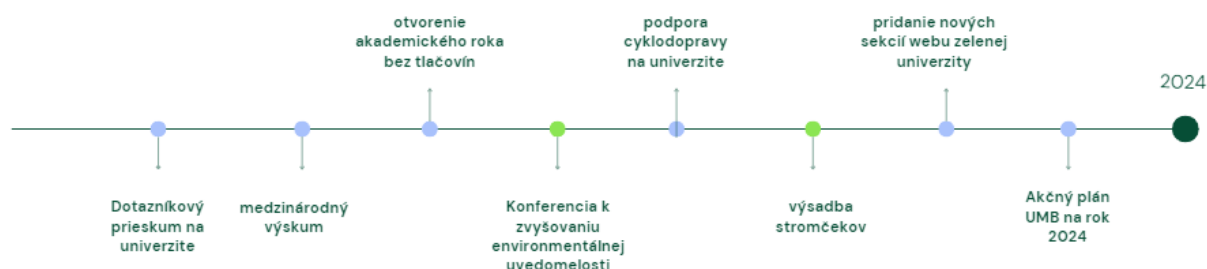 otvorenie
akademického roka
bez tlačovín
podpora
cyklodopravy
na univerzite
pridanie nových
sekcií webu zelenej
univerzity
2024
Dotazníkový
prieskum na
univerzite
medzinárodný
výskum
Konferencia k
zvyšovaniu
environmentálnej
uvedomelosti
výsadba
stromčekov
Akčný plán
UMB na rok
2024